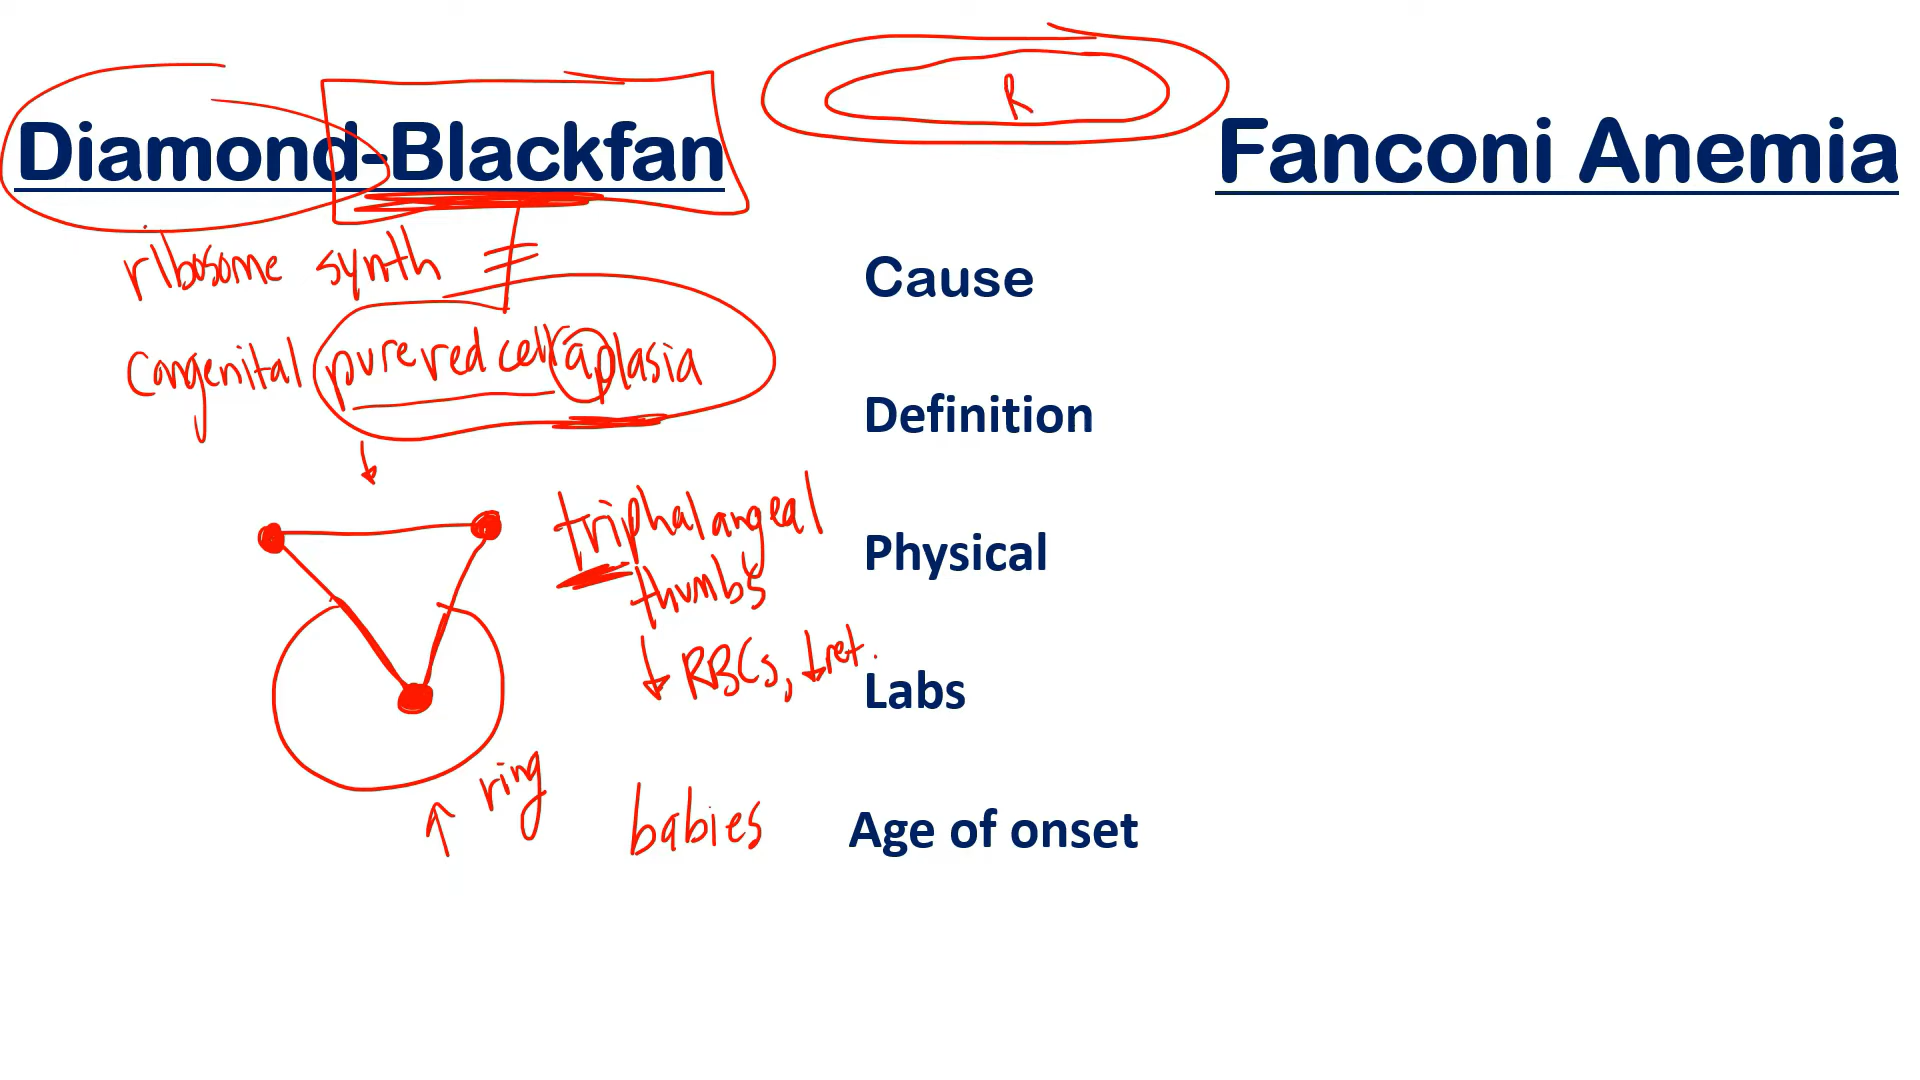 R
Diamond-Blackfan
Fanconi Anemia
ribosome synth
Cause
congenital pure red cell aplasia
Definition
triphalangeal
thumbs
Physical
↓ RBCs, ↓ret.
Labs
↑ ring
babies
Age of onset